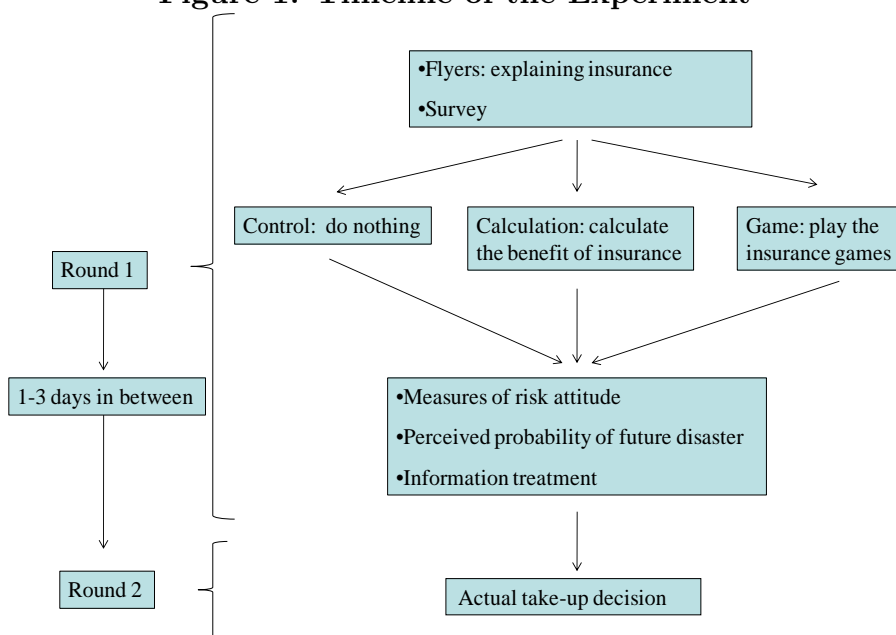 Figure 1: Timeline of the Experiment
•Flyers: explaining insurance
•Survey
Control: do nothing
Calculation: calculate
the benefit of insurance
Game: play the
insurance games
Round 1
1-3 days in between
•Measures of risk attitude
•Perceived probability of future disaster
•Information treatment
Round 2
Actual take-up decision